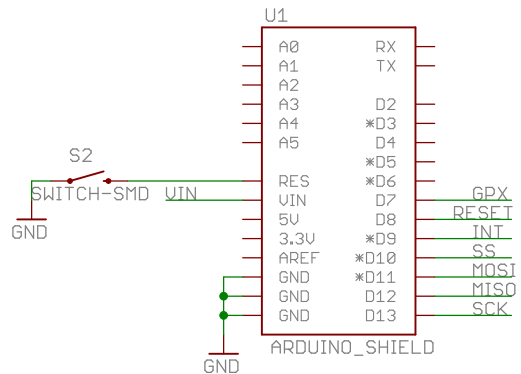 U1
A0 RX
A1 TX
A2
A3 D2
A4 *D3
A5 D4
*D5
S2
RES *D6
SWITCH-SMD VIN VIN D7 GPX
5V D8 RESET
GND
3.3V *D9 INT
AREF *D10 SS
GND *D11 MOSI
GND D12 MISO
GND D13 SCK
ARDUINO_SHIELD
GND